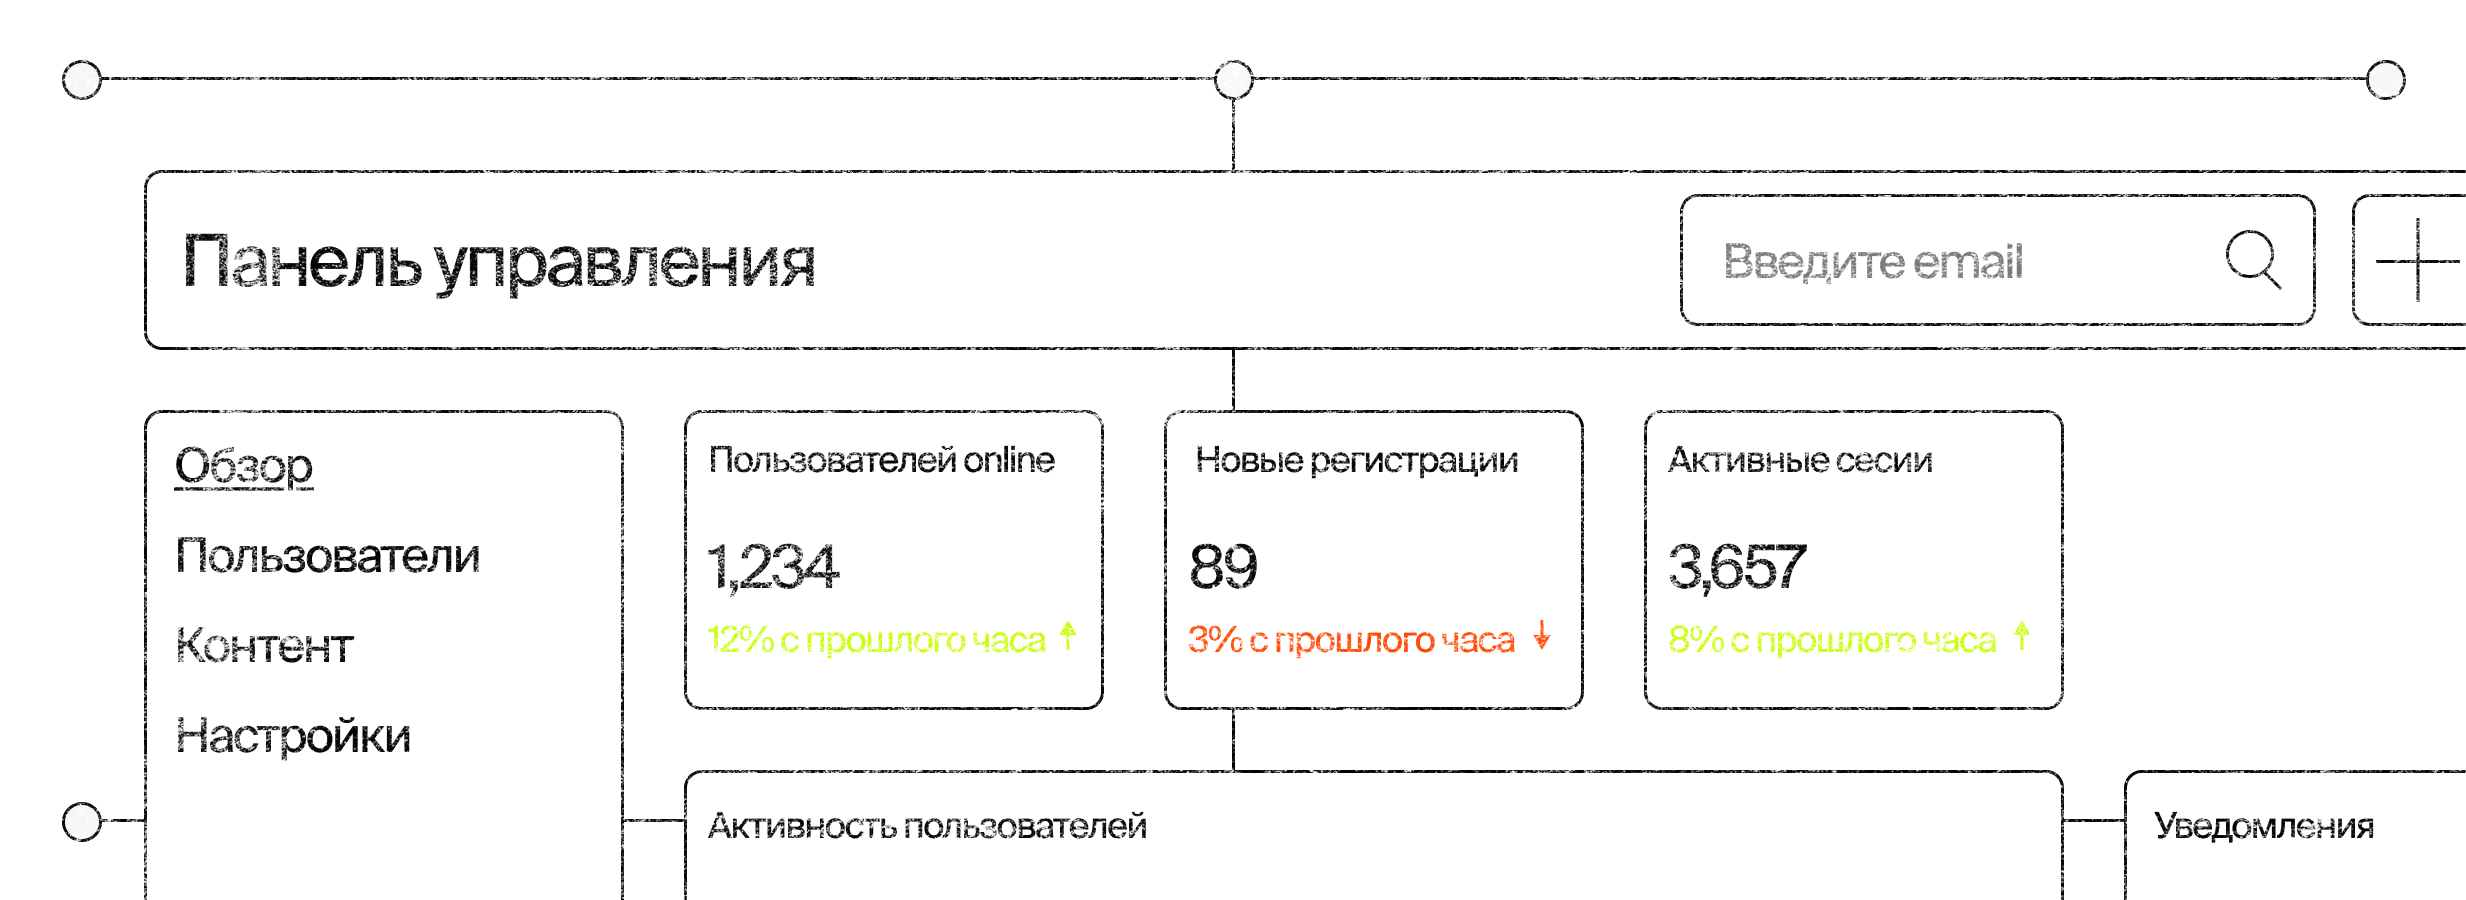 Панель управления
Введите email
Обзор
Пользователи
Контент
Настройки
Пользователей online
1,234
12% с прошлого часа
Новые регистрации
89
3% с прошлого часа
Активные сесии
3,657
8% с прошлого часа
Активность пользователей
Уведомления